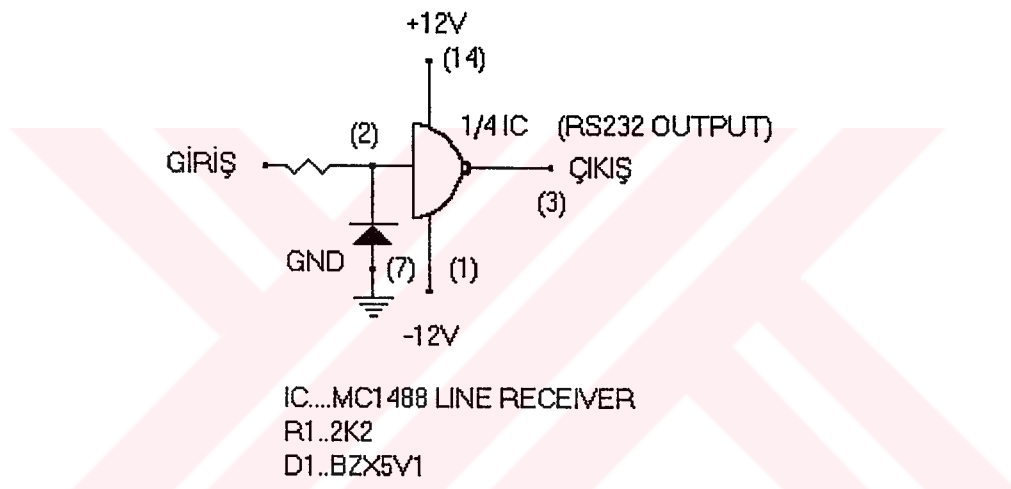 +12V
(14)
1/4 IC (RS232 OUTPUT)
(2)
GİRİŞ
ÇIKIŞ
(3)
GND
(7)
(1)
-12V
IC....MC1488 LINE RECEIVER
R1..2K2
D1..BZX5V1